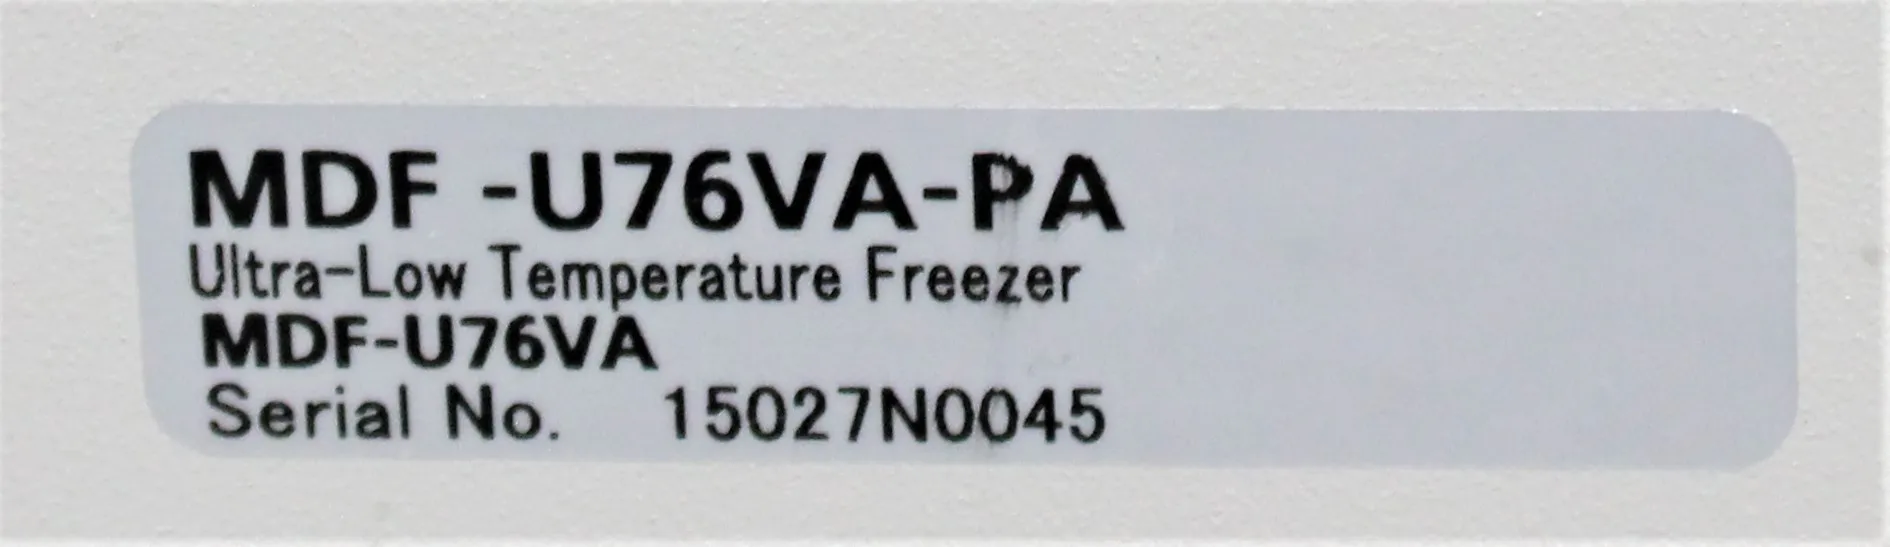 MDF -U76VA-PA
Ultra-Low Temperature Freezer
MDF-U76VA
Serial No. 15027N0045